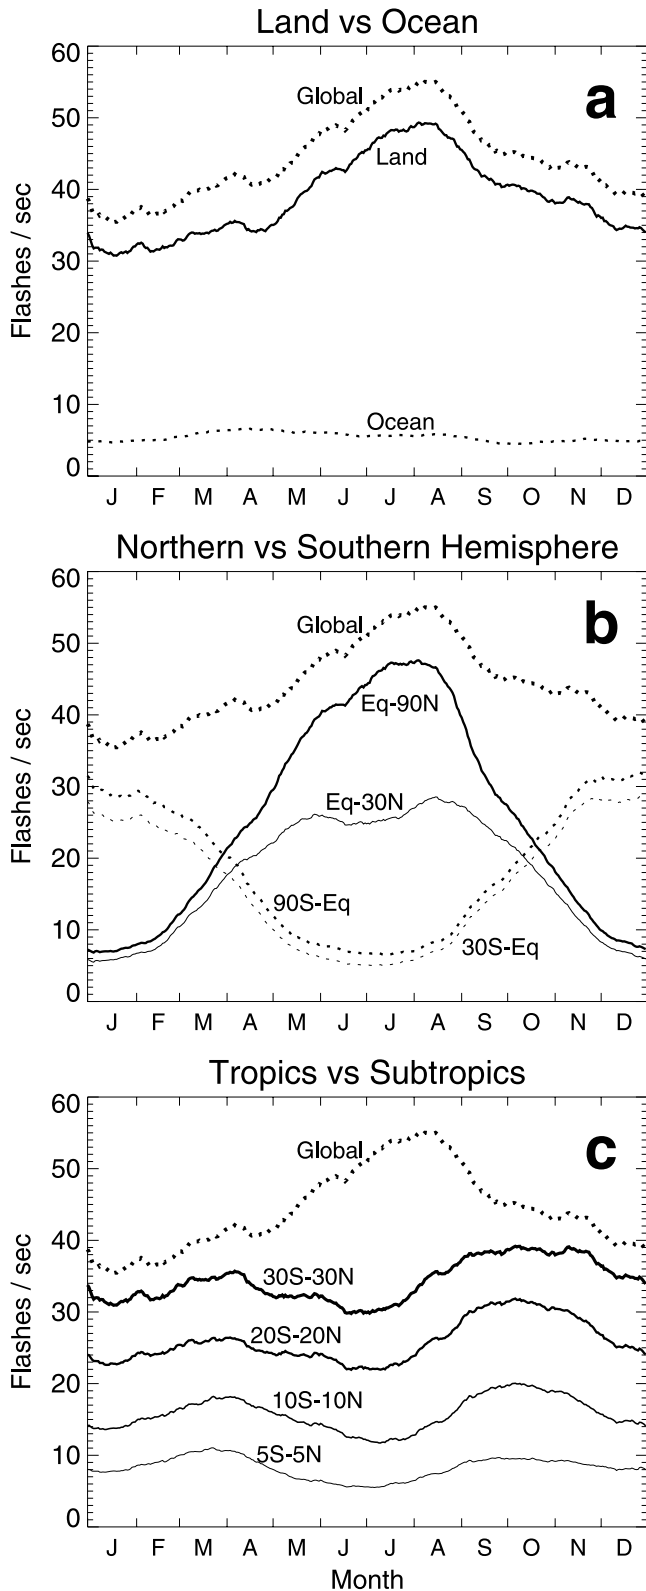 Land vs Ocean
60
50
40
30
20
10
0
Flashes / sec
Global
a
Land
Ocean
J F M A M J J A S O N D
Northern vs Southern Hemisphere
60
50
40
30
20
10
0
Flashes / sec
Global
b
Eq-90N
Eq-30N
90S-Eq
30S-Eq
J F M A M J J A S O N D
Tropics vs Subtropics
60
50
40
30
20
10
0
Flashes / sec
Global
c
30S-30N
20S-20N
10S-10N
5S-5N
J F M A M J J A S O N D
Month